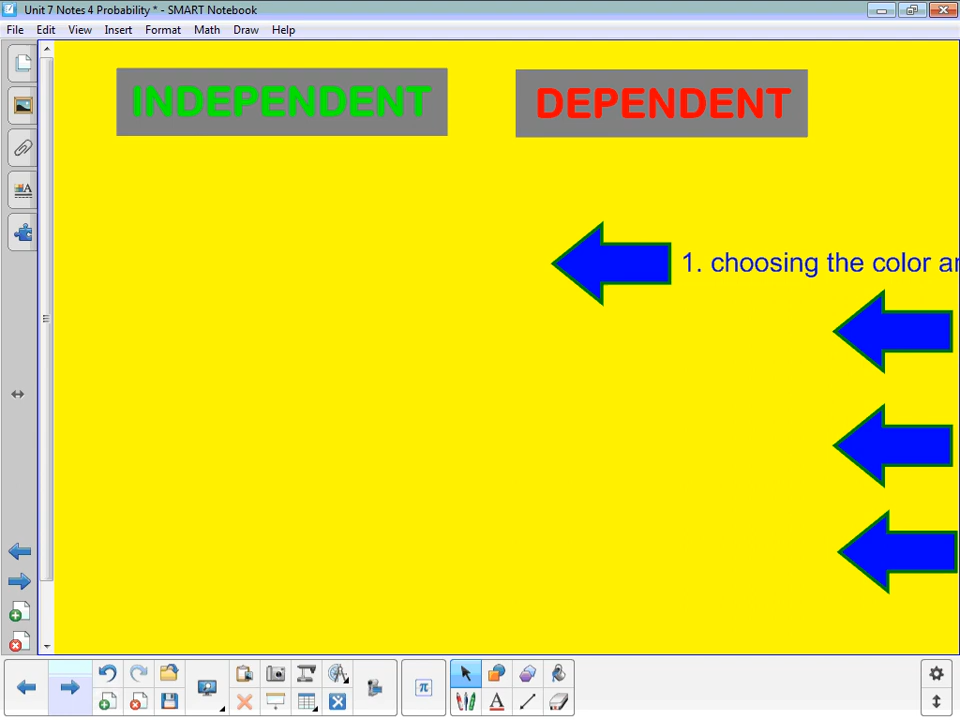 Unit 7 Notes 4 Probability * - SMART Notebook
File Edit View Insert Format Math Draw Help
INDEPENDENT DEPENDENT
1. choosing the color ar
π
A